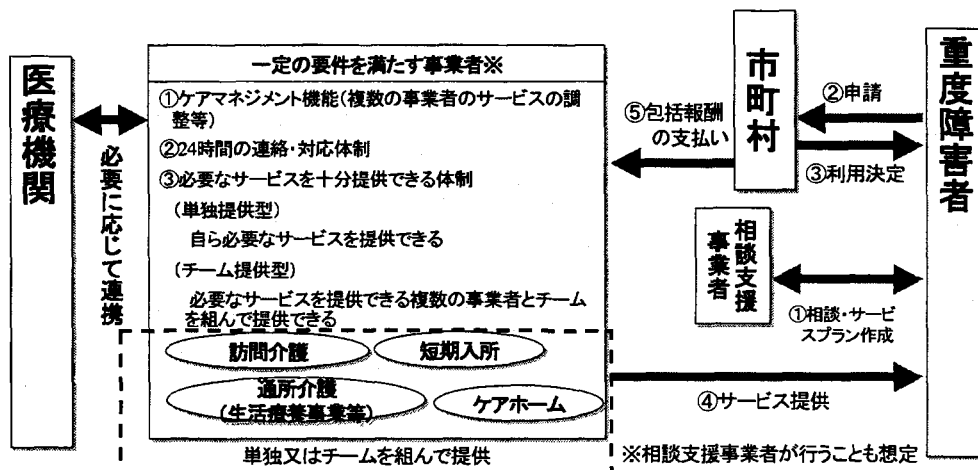 医療機関
必要に応じて連携
一定の要件を満たす事業者※
①ケアマネジメント機能(複数の事業者のサービスの調
整等)
②24時間の連絡・対応体制
③必要なサービスを十分提供できる体制
(単独提供型)
自ら必要なサービスを提供できる
(チーム提供型)
必要なサービスを提供できる複数の事業者とチーム
を組んで提供できる
訪問介護
短期入所
通所介護
(生活療養事業等)
ケアホーム
単独又はチームを組んで提供
⑤包括報酬
の支払い
市町村
②申請
③利用決定
相談支援
事業者
①相談・サービ
スプラン作成
④サービス提供
重度障害者
※相談支援事業者が行うことも想定